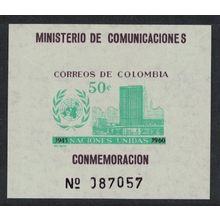 MINISTERIO DE COMUNICACIONES
CORREOS DE COLOMBIA
50c
1945 1960
NACIONES UNIDAS
CONMEMORACION
Nº 087057